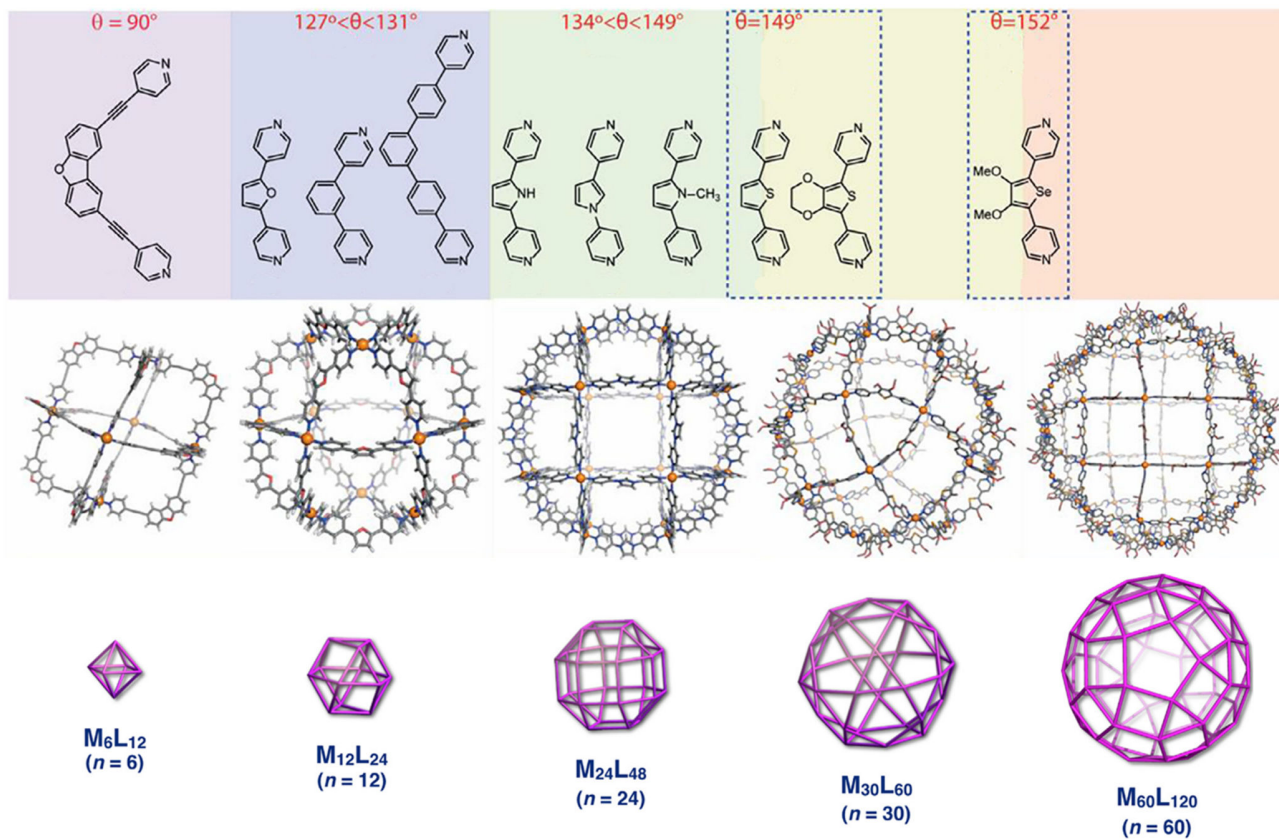 θ = 90°
127°<θ<131°
134°<θ<149°
θ=149°
θ=152°
N
N
N
N
N
N
N
N
N
N
O
O
NH
N
N–CH₃
S
O
O
S
MeO
MeO
Se
N
N
N
N
N
N
N
N
N
N
M₆L₁₂
(n = 6)
M₁₂L₂₄
(n = 12)
M₂₄L₄₈
(n = 24)
M₃₀L₆₀
(n = 30)
M₆₀L₁₂₀
(n = 60)